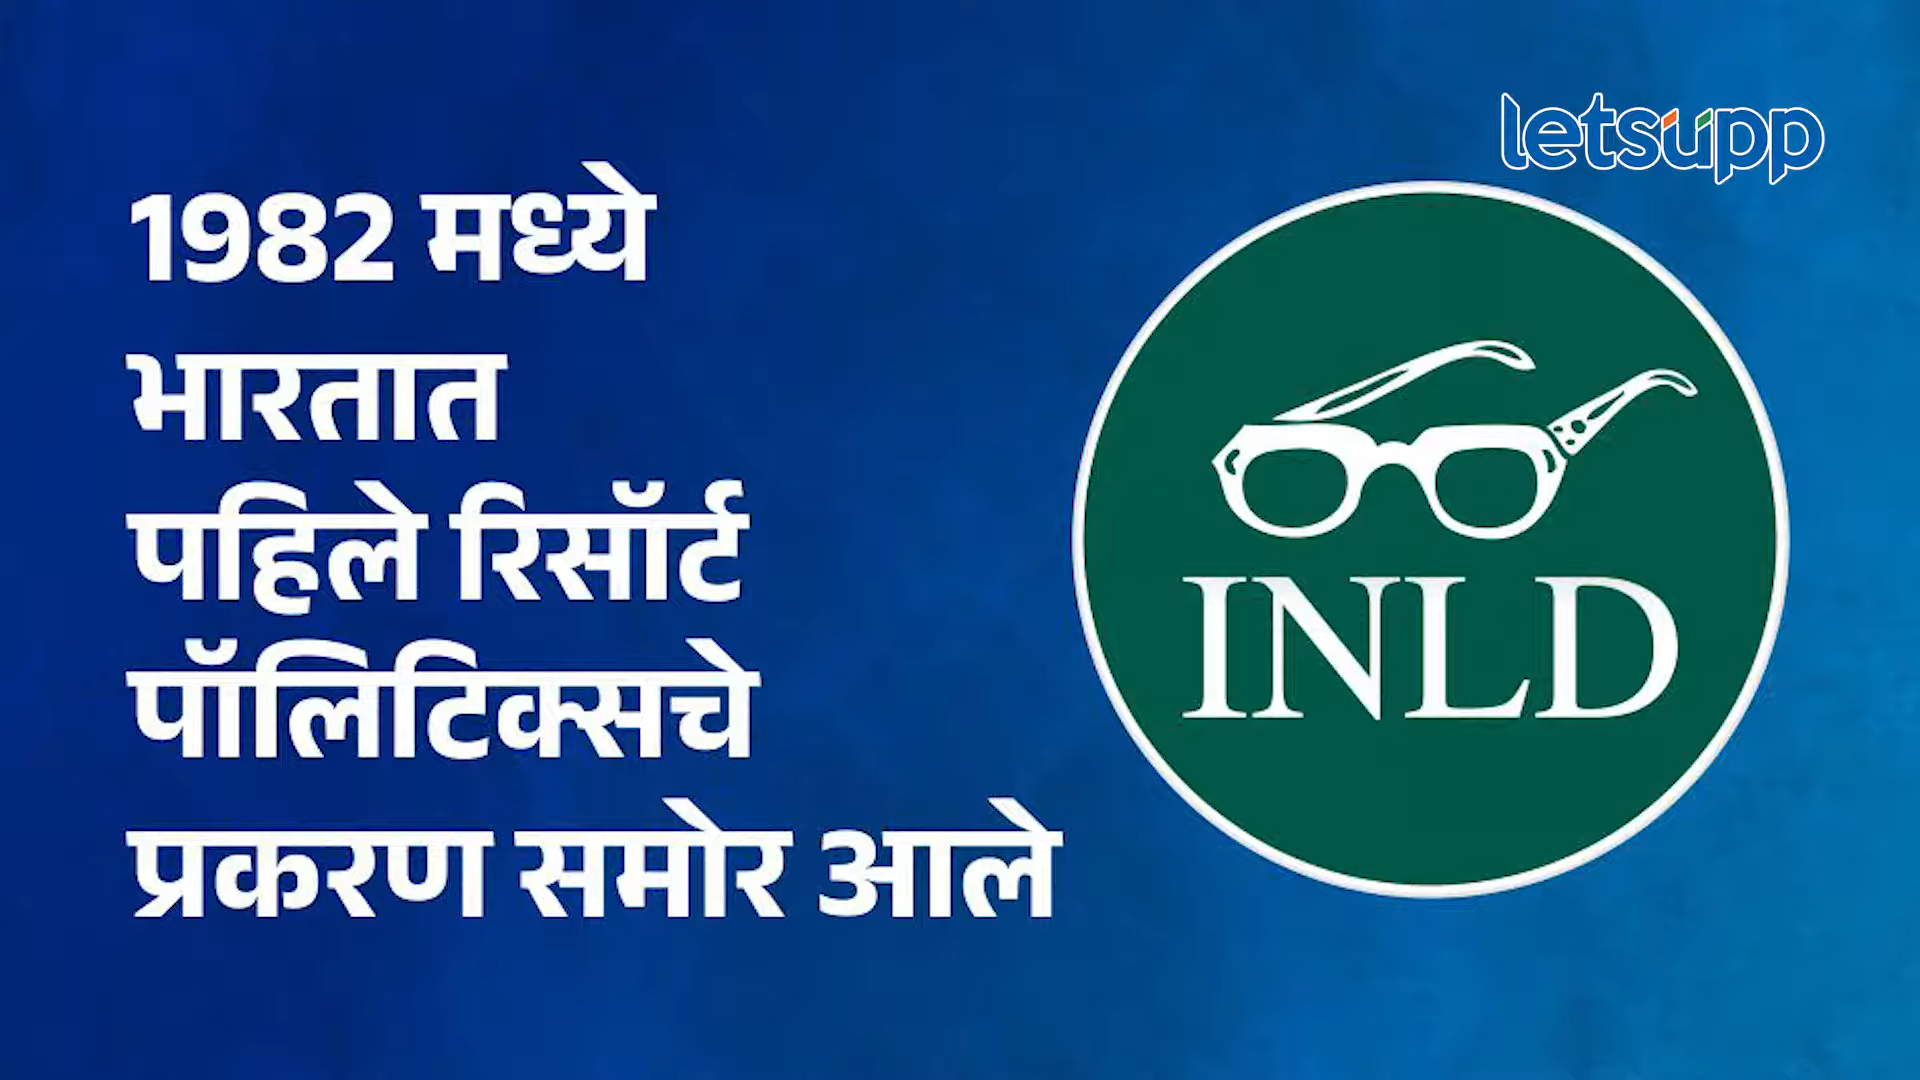 letsupp
1982 मध्ये
भारतात
पहिले रिसॉर्ट
पॉलिटिक्सचे
प्रकरण समोर आले
INLD